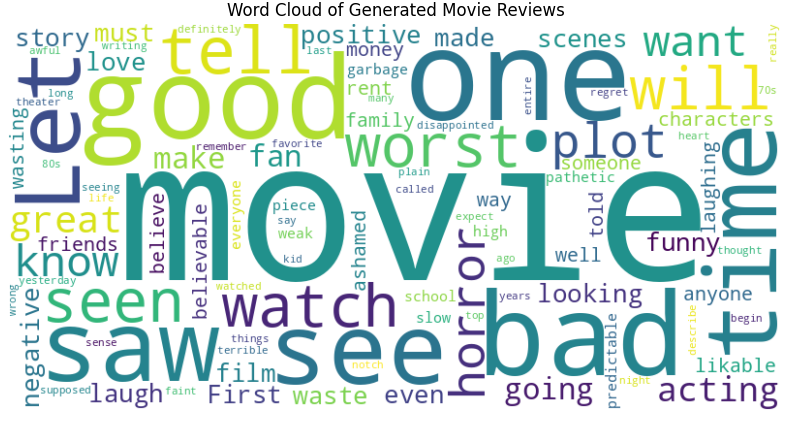 Word Cloud of Generated Movie Reviews
story must definitely positive last made scenes want really
awful writing love tell money
long garbage entire regret 70s
theater Let good rent many one will
wasting family disappointed characters
80s remember favorite worst plot heart
make fan someone
seeing plain pathetic laughing
life everyone movie called time
great believe piece way told
friends say weak expect high funny thought
know believable kid ashamed ago well
yesterday watched school years looking anyone
wrong seen watch slow top horror begin
negative saw things see bad predictable describe
sense terrible notch likable
supposed film night
laugh faint First waste even going acting